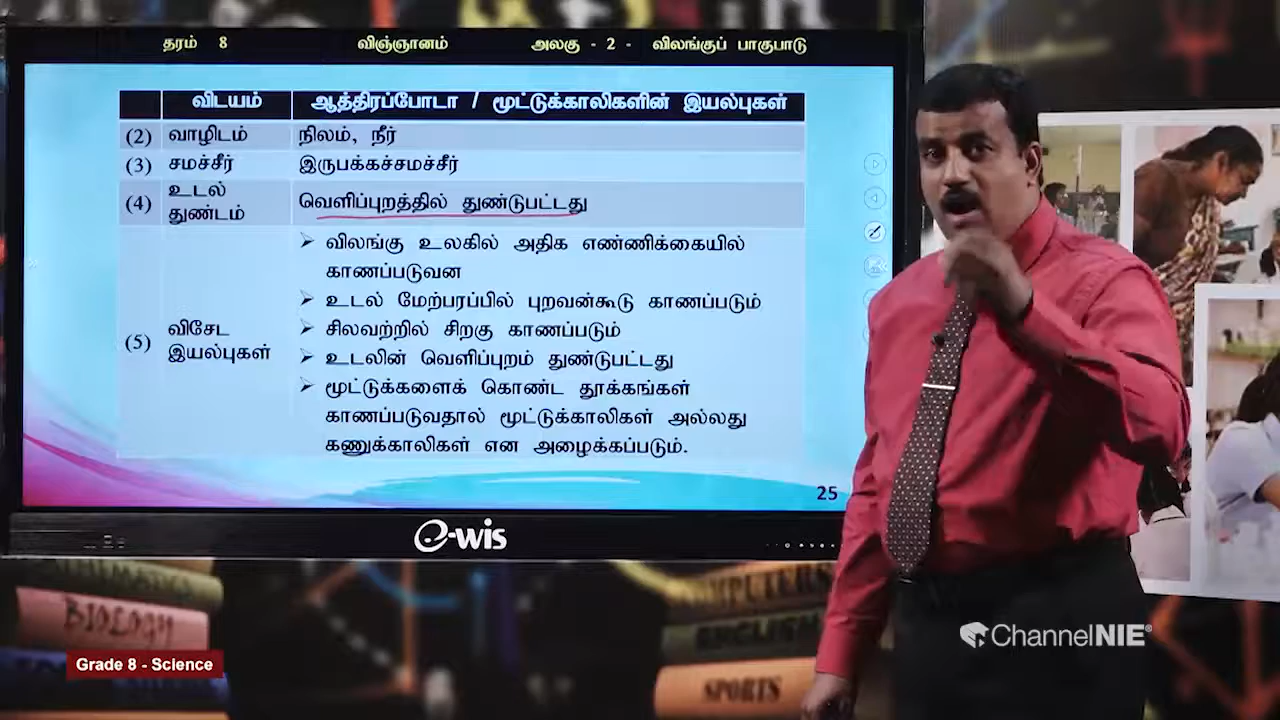 தரம் 8 விஞ்ஞானம் அலகு - 2 - விலங்குப் பாகுபாடு
விடயம் ஆத்திரப்போடா / மூட்டுக்காலிகளின் இயல்புகள்
(2) வாழிடம் நிலம், நீர்
(3) சமச்சீர் இருபக்கச்சமச்சீர்
(4) உடல் துண்டம் வெளிப்புறத்தில் துண்டுபட்டது
(5) விசேட இயல்புகள்
➢ விலங்கு உலகில் அதிக எண்ணிக்கையில்
காணப்படுவன
➢ உடல் மேற்பரப்பில் புறவன்கூடு காணப்படும்
➢ சிலவற்றில் சிறகு காணப்படும்
➢ உடலின் வெளிப்புறம் துண்டுபட்டது
➢ மூட்டுக்களைக் கொண்ட தூக்கங்கள்
காணப்படுவதால் மூட்டுக்காலிகள் அல்லது
கணுக்காலிகள் என அழைக்கப்படும்.
25
e-wis
BIOLOGY
COMPUTERS
ENGLISH
SPORTS
Grade 8 - Science
ChannelNIE